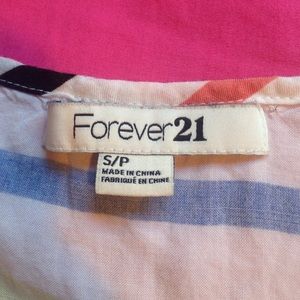 Forever21
S/P
MADE IN CHINA
FABRIQUÉ EN CHINE